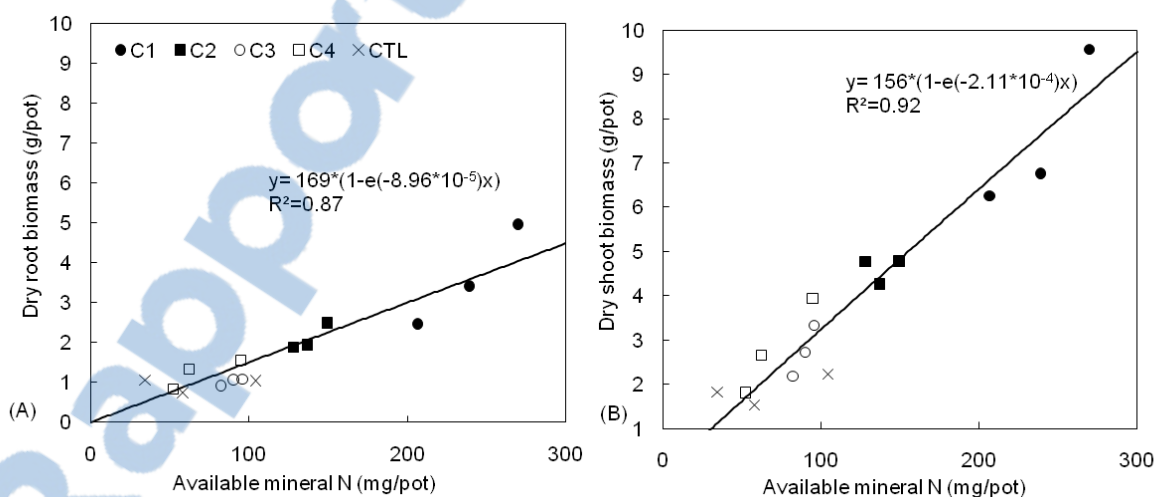 10
9
8
7
6
5
4
3
2
1
0
Dry root biomass (g/pot)
C1 C2 C3 C4 CTL
y= 169*(1-e(-8.96*10⁻⁵)x)
R²=0.87
(A)
0 100 200 300
Available mineral N (mg/pot)
10
9
8
7
6
5
4
3
2
1
Dry shoot biomass (g/pot)
y= 156*(1-e(-2.11*10⁻⁴)x)
R²=0.92
(B)
0 100 200 300
Available mineral N (mg/pot)